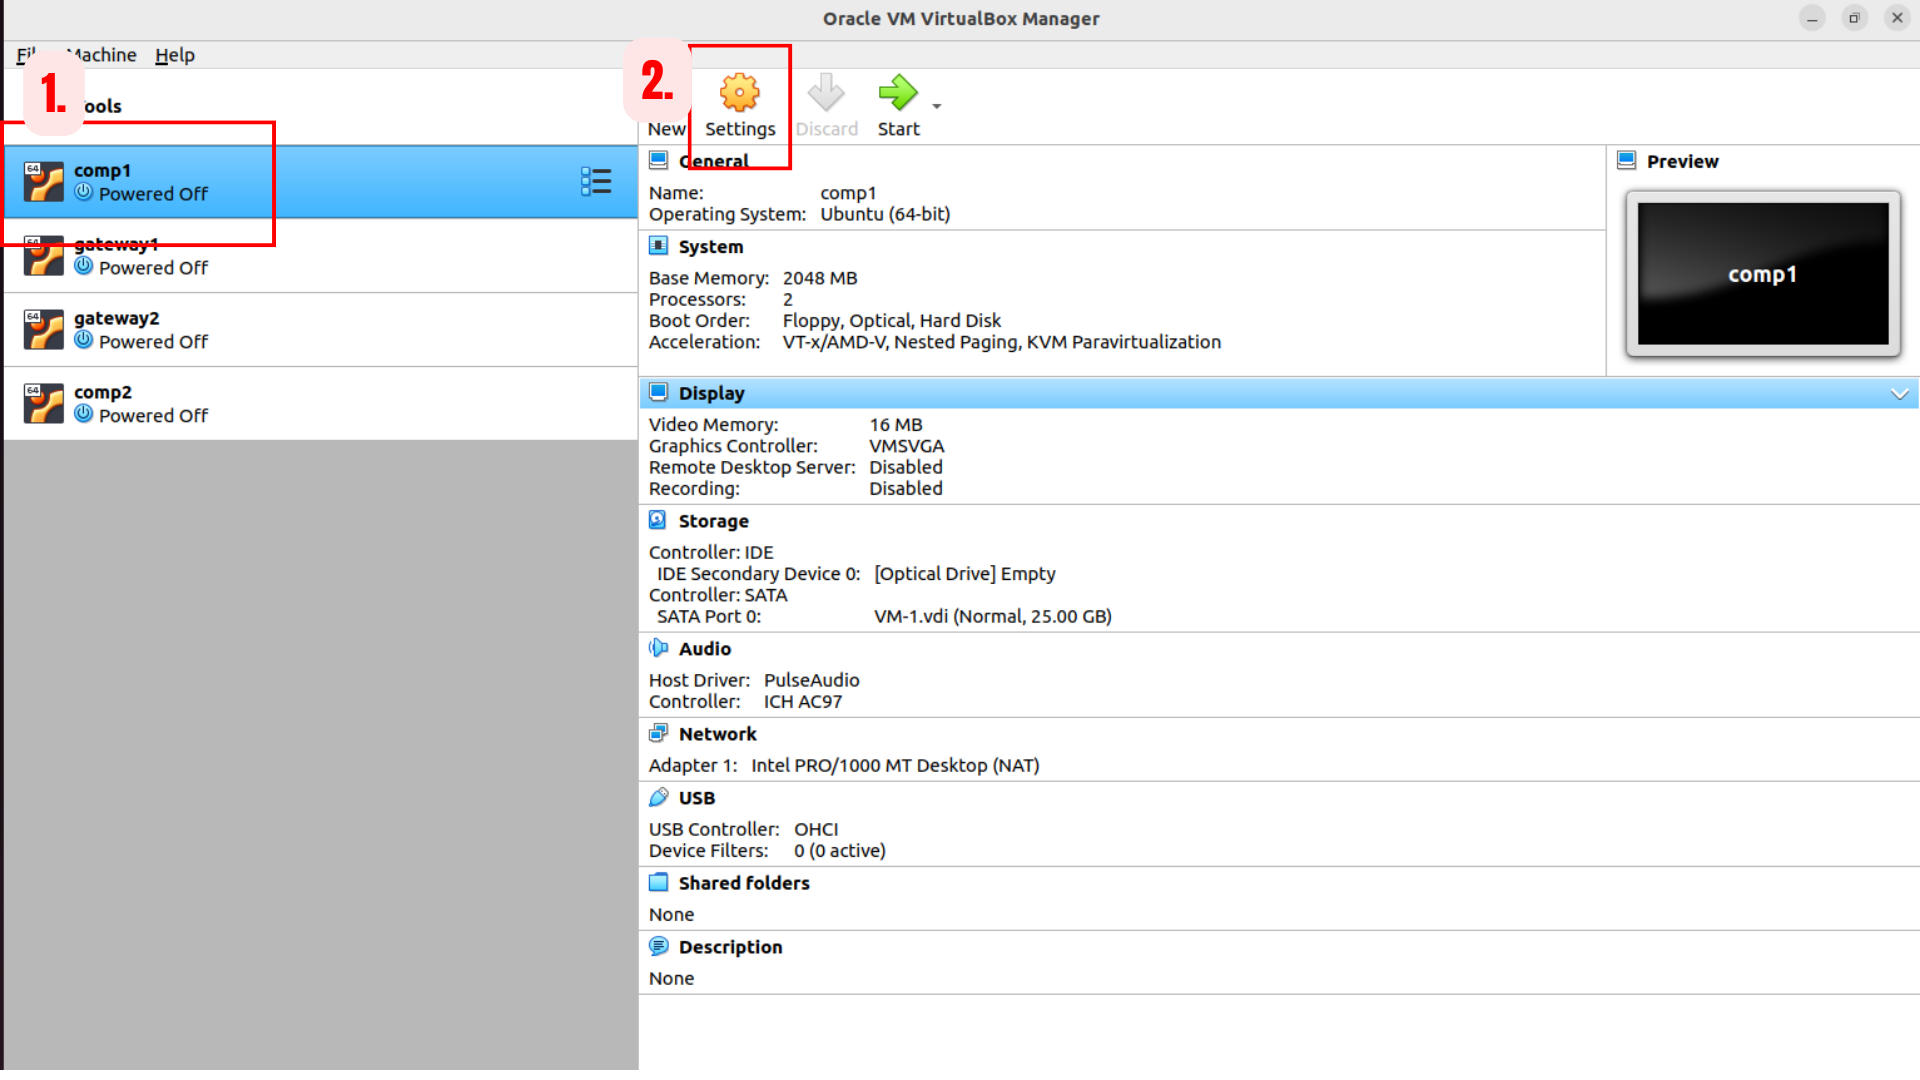 Oracle VM VirtualBox Manager
Machine Help
1.
2.
New Settings Discard Start
64
comp1
Powered Off
64
gateway1
Powered Off
64
gateway2
Powered Off
64
comp2
Powered Off
General
Name: comp1
Operating System: Ubuntu (64-bit)
System
Base Memory: 2048 MB
Processors: 2
Boot Order: Floppy, Optical, Hard Disk
Acceleration: VT-x/AMD-V, Nested Paging, KVM Paravirtualization
Preview
comp1
Display
Video Memory: 16 MB
Graphics Controller: VMSVGA
Remote Desktop Server: Disabled
Recording: Disabled
Storage
Controller: IDE
IDE Secondary Device 0: [Optical Drive] Empty
Controller: SATA
SATA Port 0: VM-1.vdi (Normal, 25.00 GB)
Audio
Host Driver: PulseAudio
Controller: ICH AC97
Network
Adapter 1: Intel PRO/1000 MT Desktop (NAT)
USB
USB Controller: OHCI
Device Filters: 0 (0 active)
Shared folders
None
Description
None